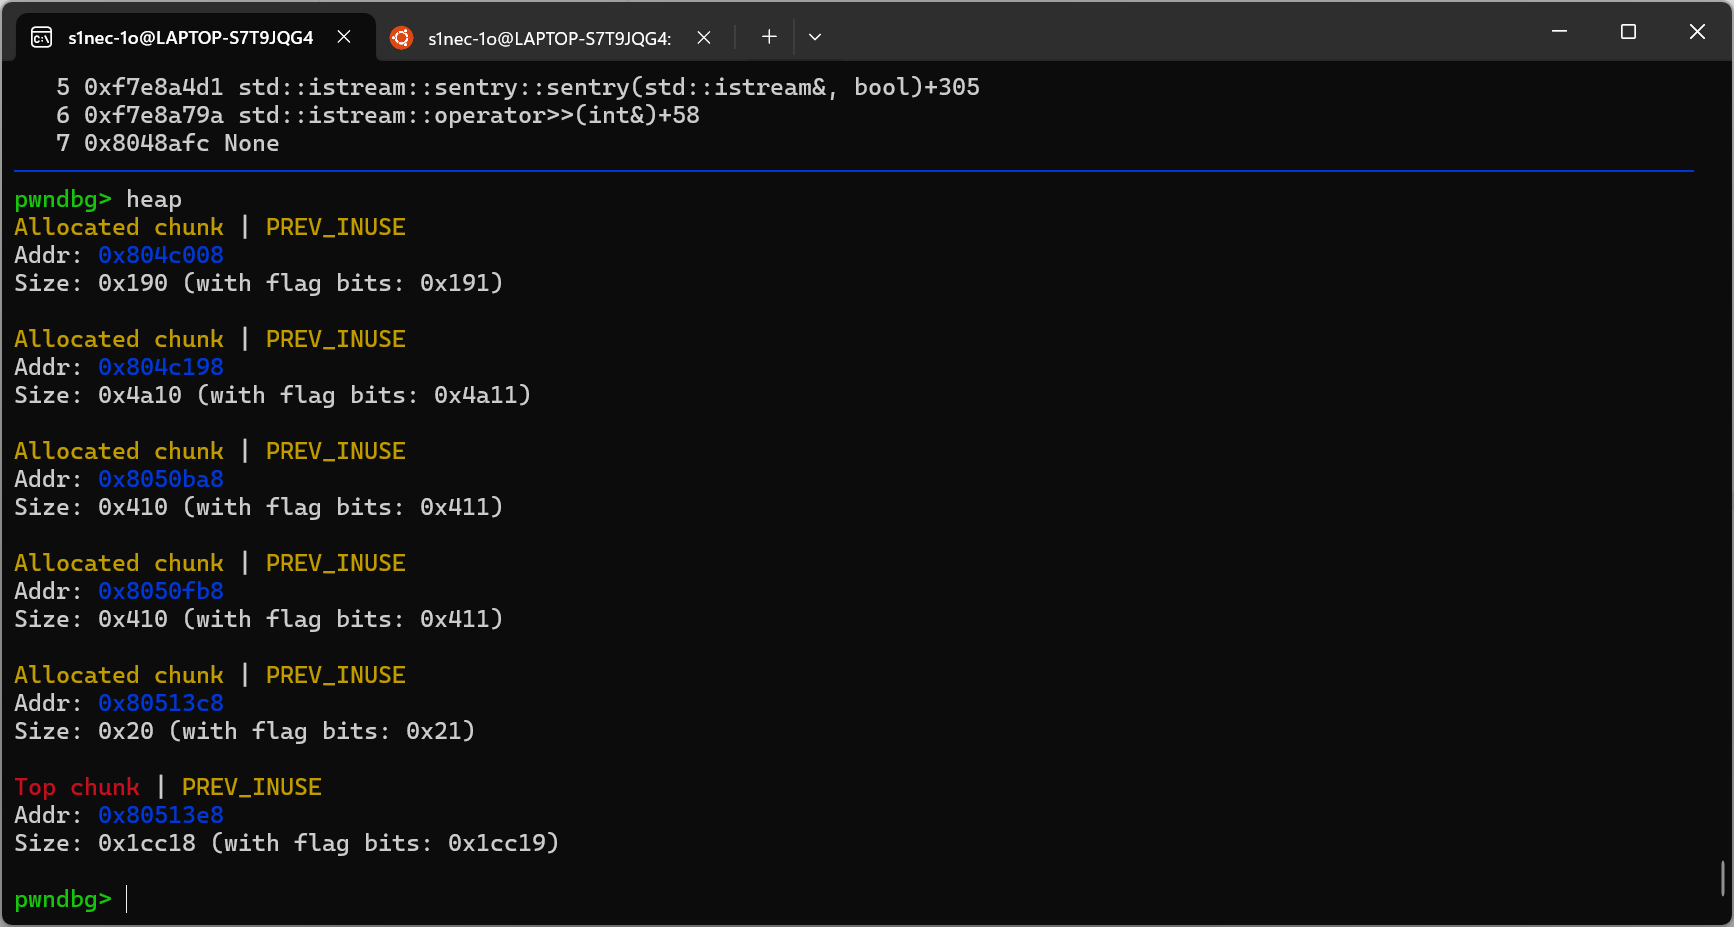 s1nec-1o@LAPTOP-S7T9JQG4
s1nec-1o@LAPTOP-S7T9JQG4:
5 0xf7e8a4d1 std::istream::sentry::sentry(std::istream&, bool)+305
6 0xf7e8a79a std::istream::operator>>(int&)+58
7 0x8048afc None
pwndbg> heap
Allocated chunk | PREV_INUSE
Addr: 0x804c008
Size: 0x190 (with flag bits: 0x191)
Allocated chunk | PREV_INUSE
Addr: 0x804c198
Size: 0x4a10 (with flag bits: 0x4a11)
Allocated chunk | PREV_INUSE
Addr: 0x8050ba8
Size: 0x410 (with flag bits: 0x411)
Allocated chunk | PREV_INUSE
Addr: 0x8050fb8
Size: 0x410 (with flag bits: 0x411)
Allocated chunk | PREV_INUSE
Addr: 0x80513c8
Size: 0x20 (with flag bits: 0x21)
Top chunk | PREV_INUSE
Addr: 0x80513e8
Size: 0x1cc18 (with flag bits: 0x1cc19)
pwndbg>